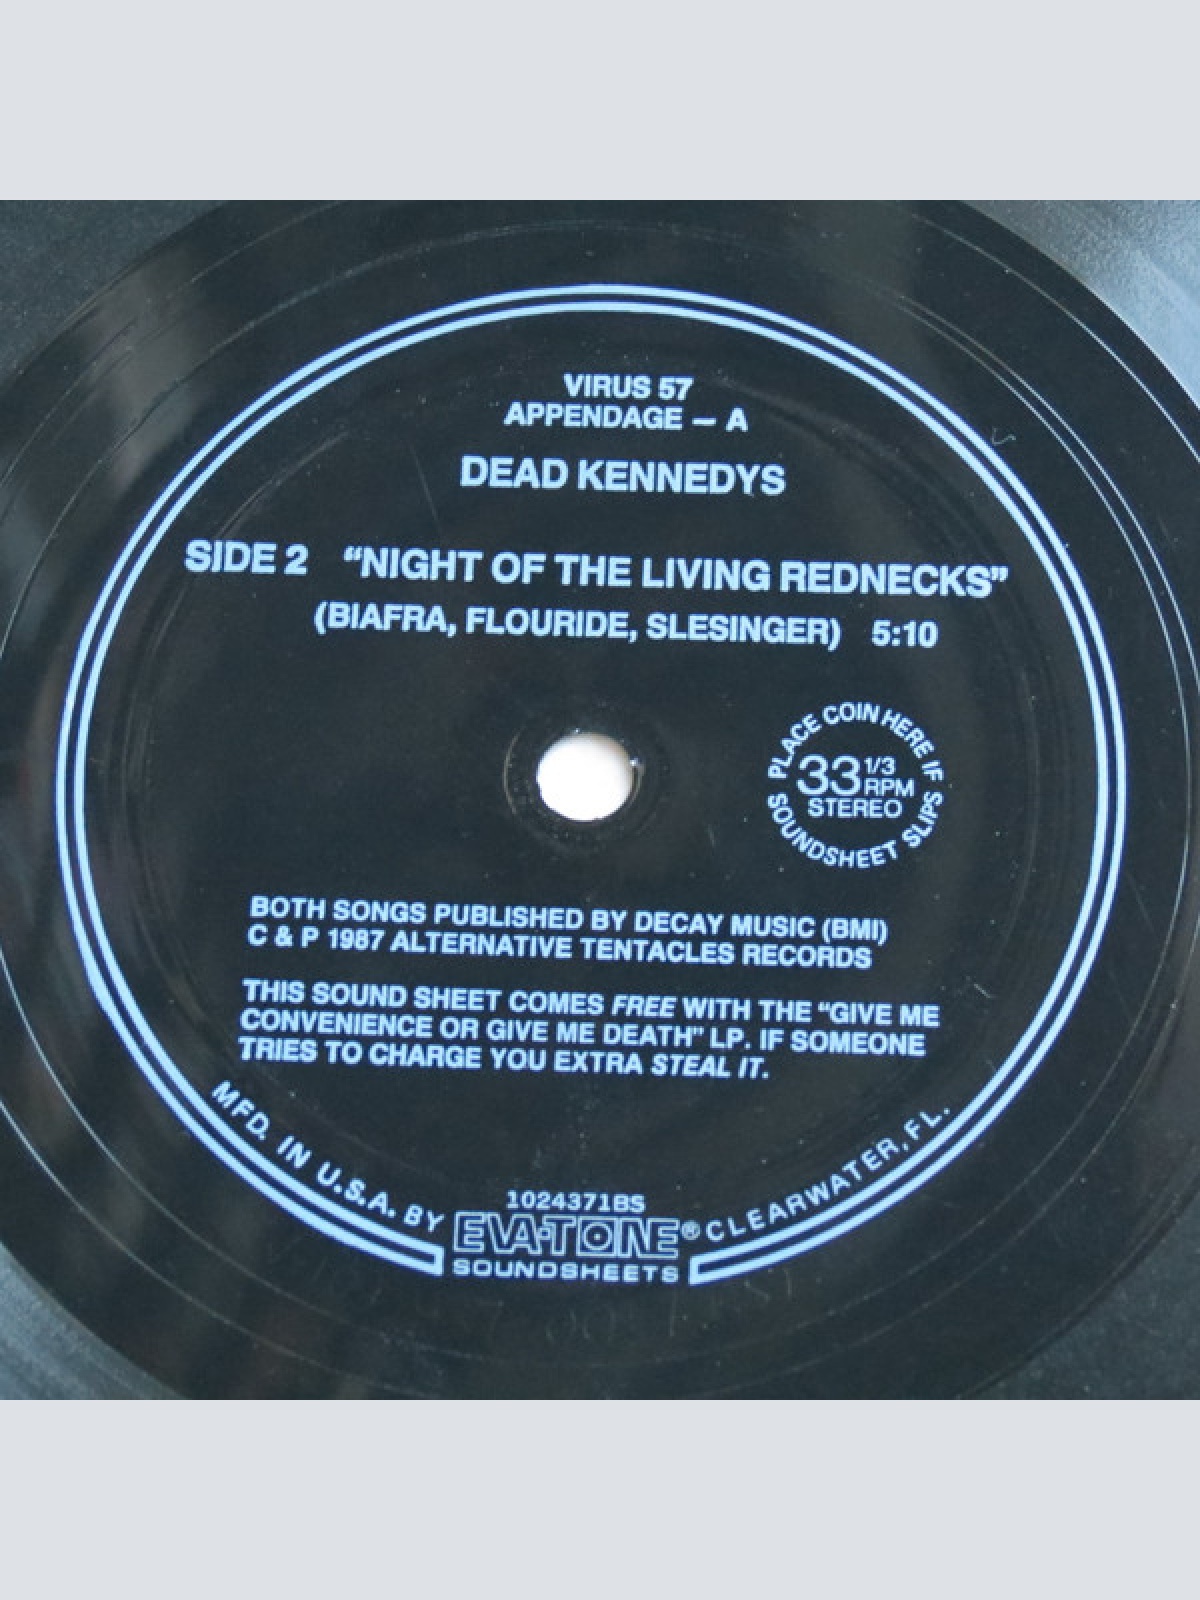 VIRUS 57
APPENDAGE — A
DEAD KENNEDYS
SIDE 2 “NIGHT OF THE LIVING REDNECKS”
(BIAFRA, FLOURIDE, SLESINGER) 5:10
PLACE COIN HERE IF
SOUNDSHEET SLIPS
33 1/3
RPM
STEREO
BOTH SONGS PUBLISHED BY DECAY MUSIC (BMI)
C & P 1987 ALTERNATIVE TENTACLES RECORDS
THIS SOUND SHEET COMES FREE WITH THE “GIVE ME
CONVENIENCE OR GIVE ME DEATH” LP. IF SOMEONE
TRIES TO CHARGE YOU EXTRA STEAL IT.
1024371BS
MFD. IN U.S.A. BY EVA-TONE® CLEARWATER, FL.
SOUNDSHEETS